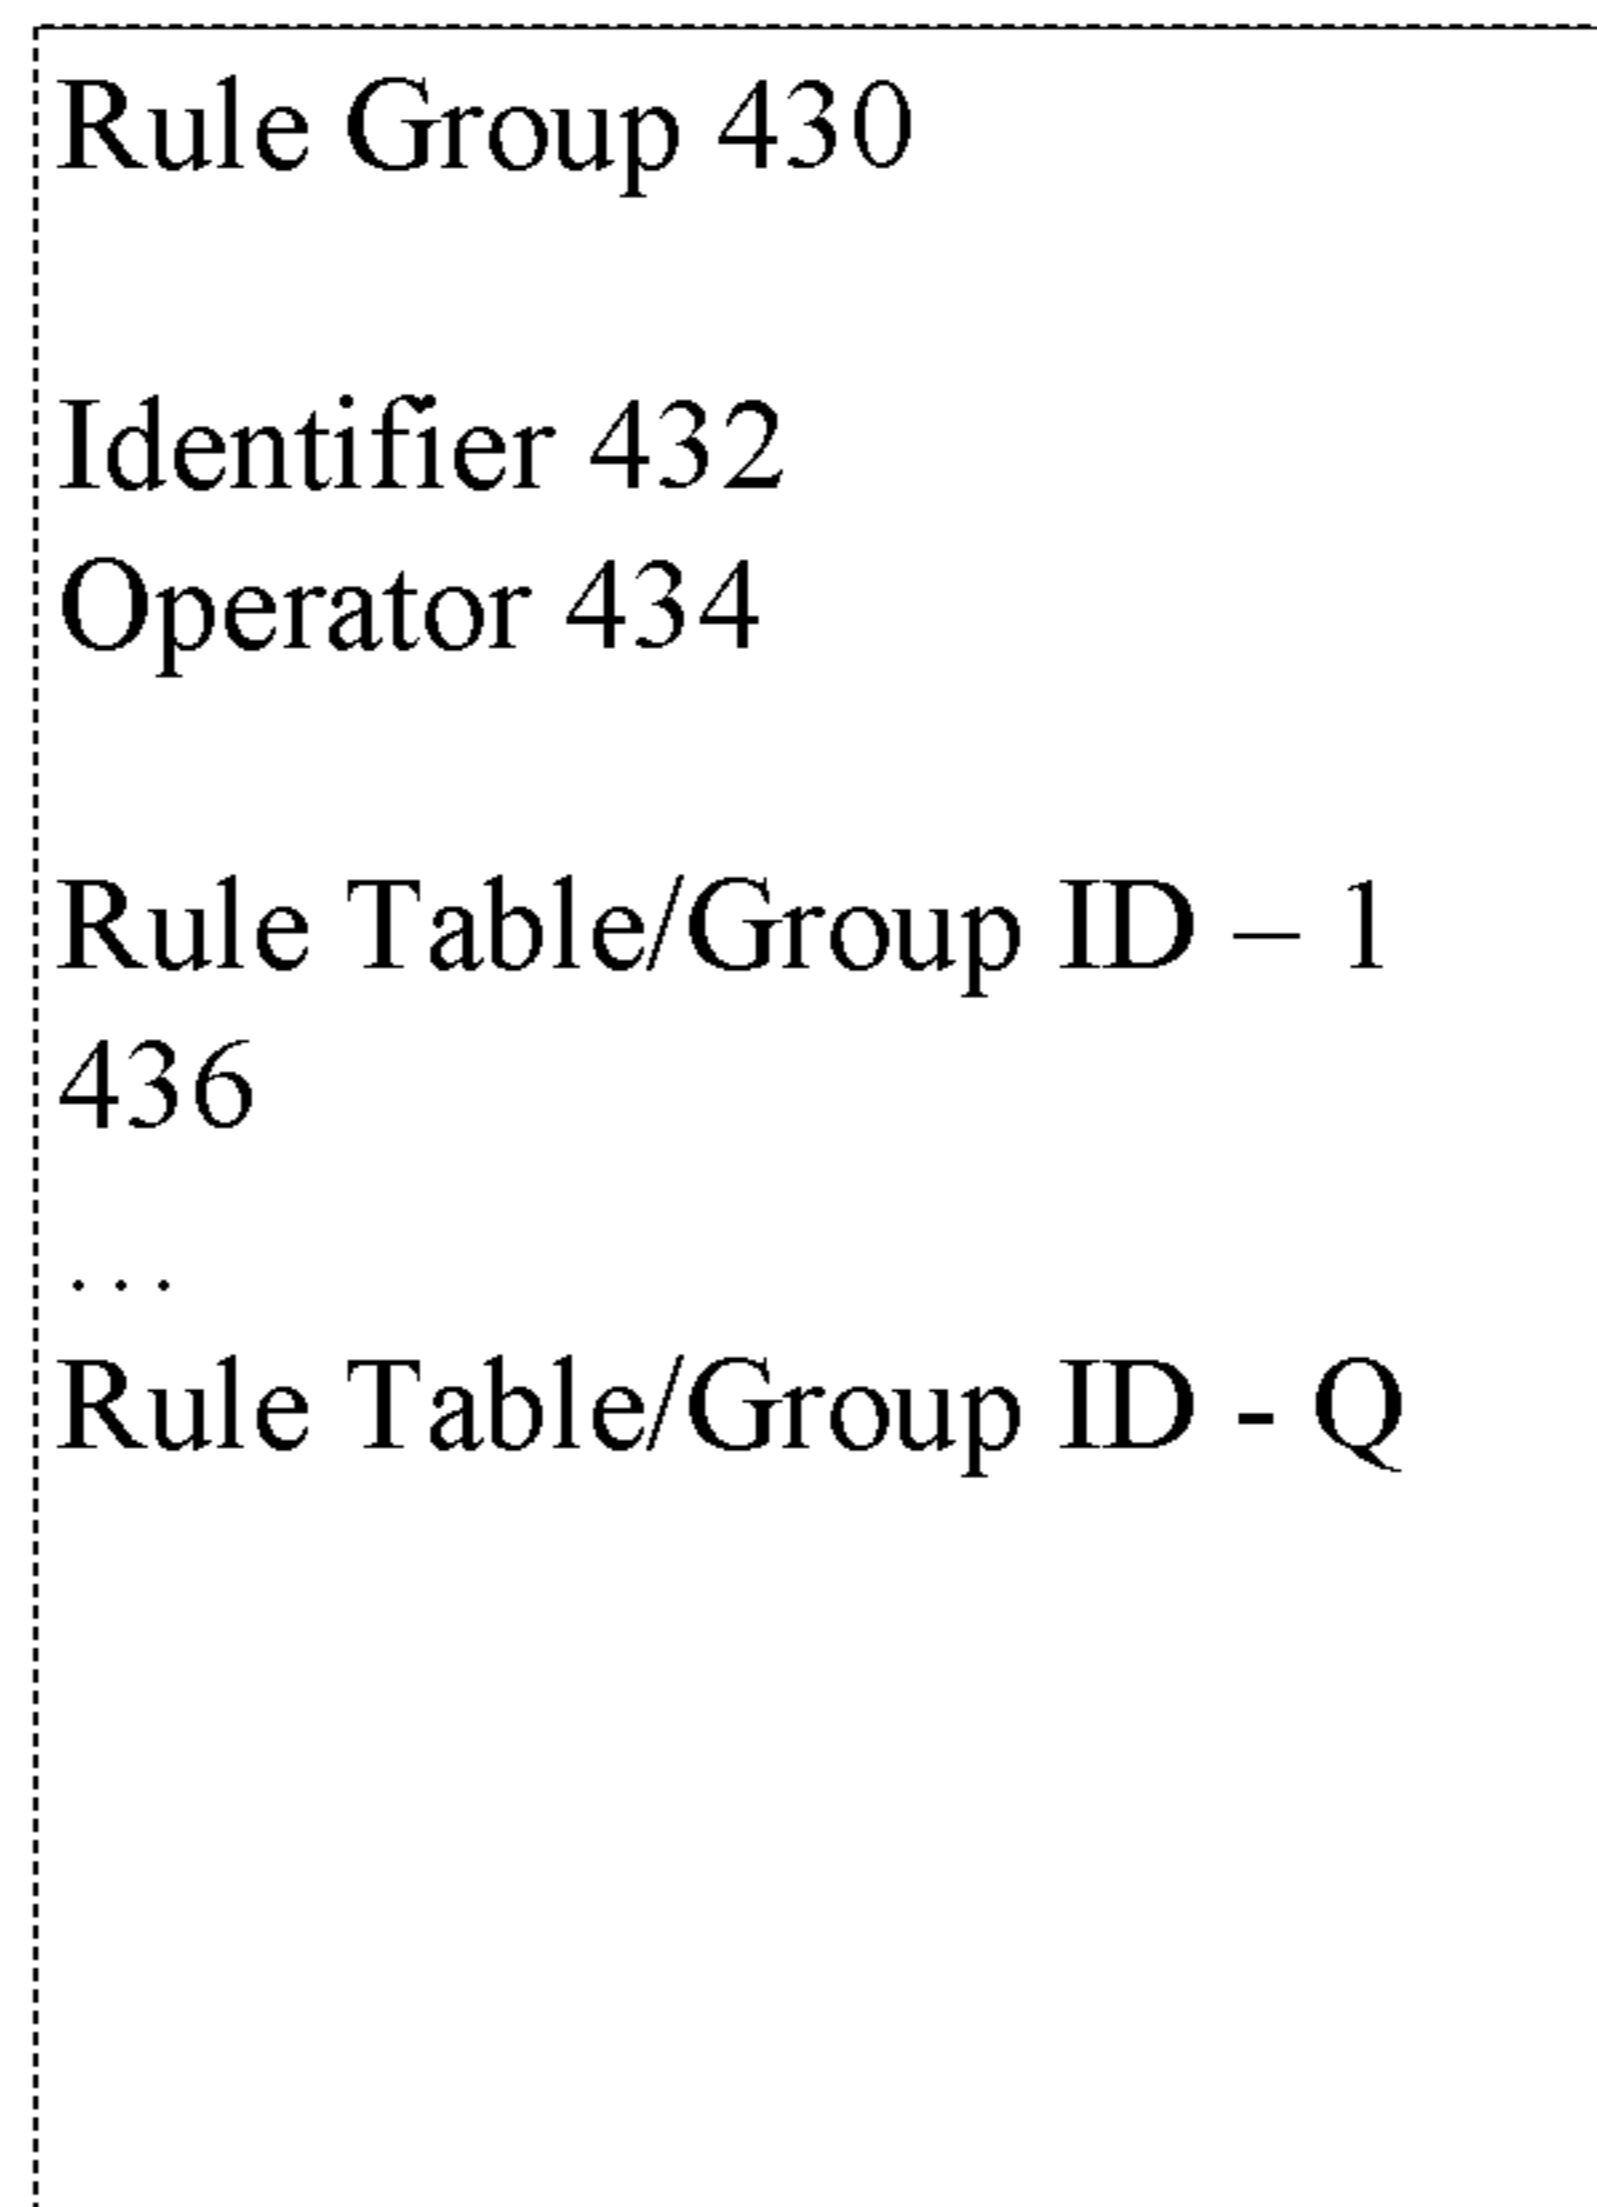 Rule Group 430
Identifier 432
Operator 434
Rule Table/Group ID – 1
436
...
Rule Table/Group ID - Q